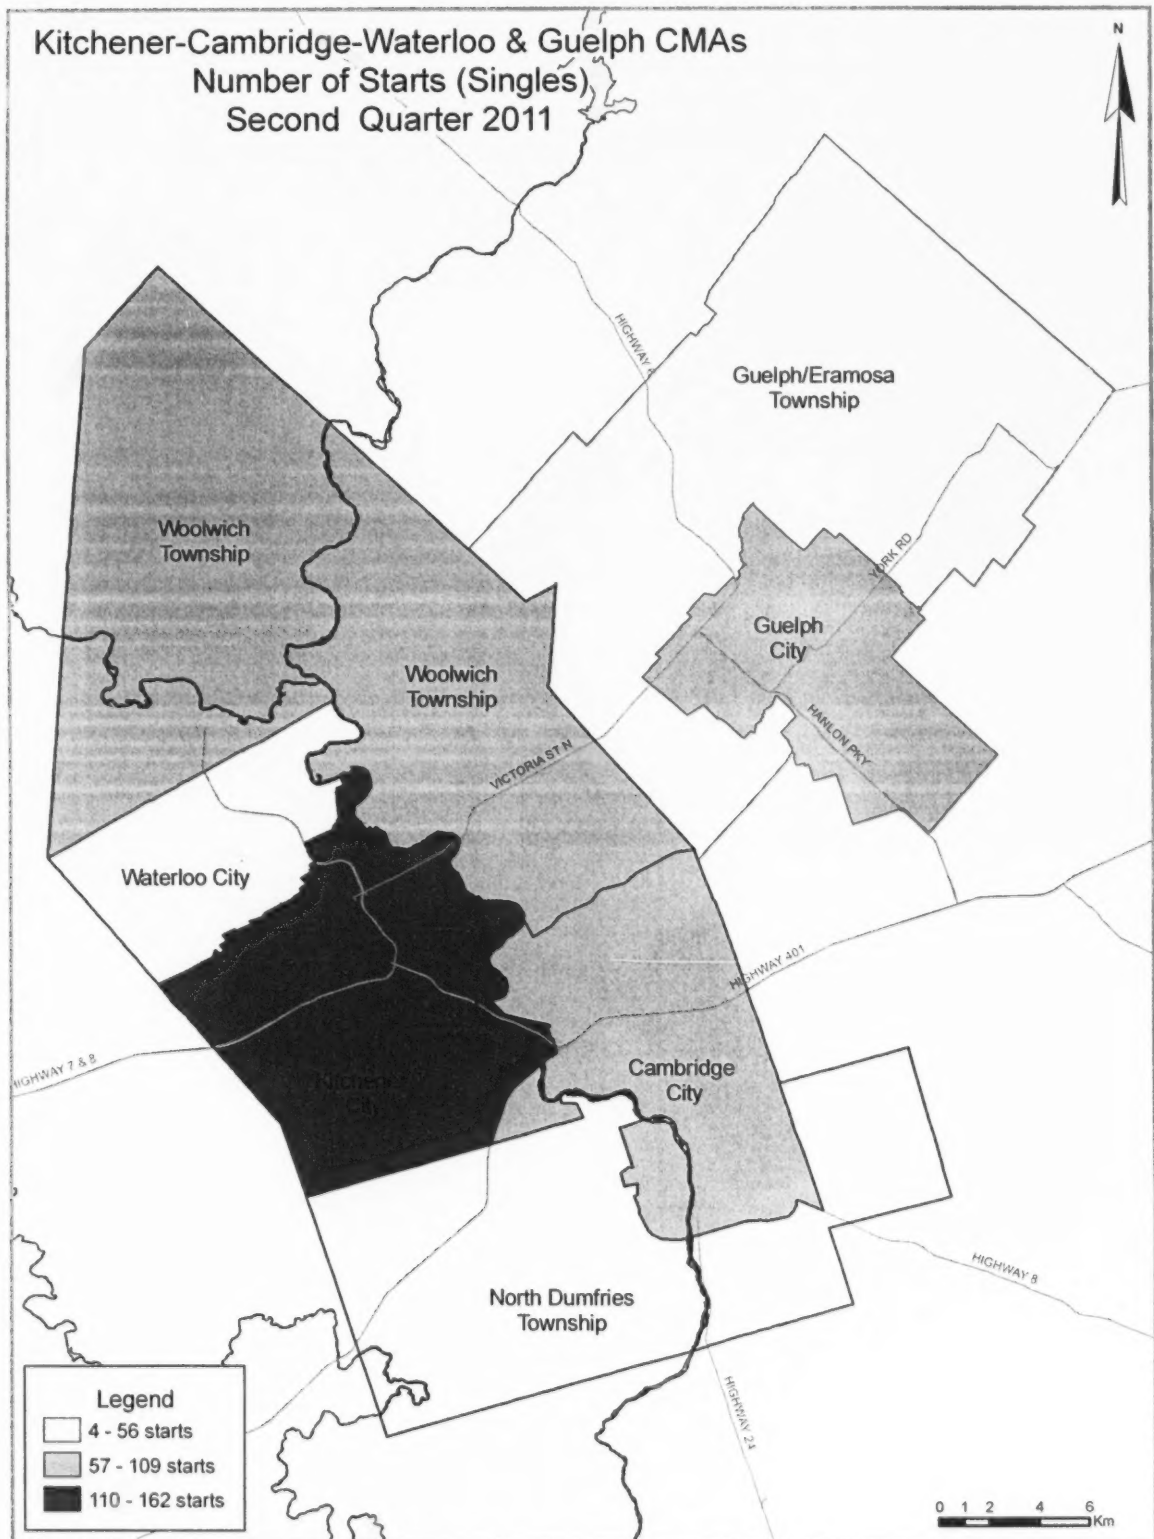 Kitchener-Cambridge-Waterloo & Guelph CMAs
Number of Starts (Singles)
Second Quarter 2011
N
HIGHWAY 6
Guelph/Eramosa
Township
Woolwich
Township
YORK RD
Guelph
City
Woolwich
Township
HANLON PKY
VICTORIA ST N
Waterloo City
HIGHWAY 401
HIGHWAY 7 & 8
Kitchener
City
Cambridge
City
HIGHWAY 8
North Dumfries
Township
HIGHWAY 24
Legend
4 - 56 starts
57 - 109 starts
110 - 162 starts
0 1 2 4 6
Km